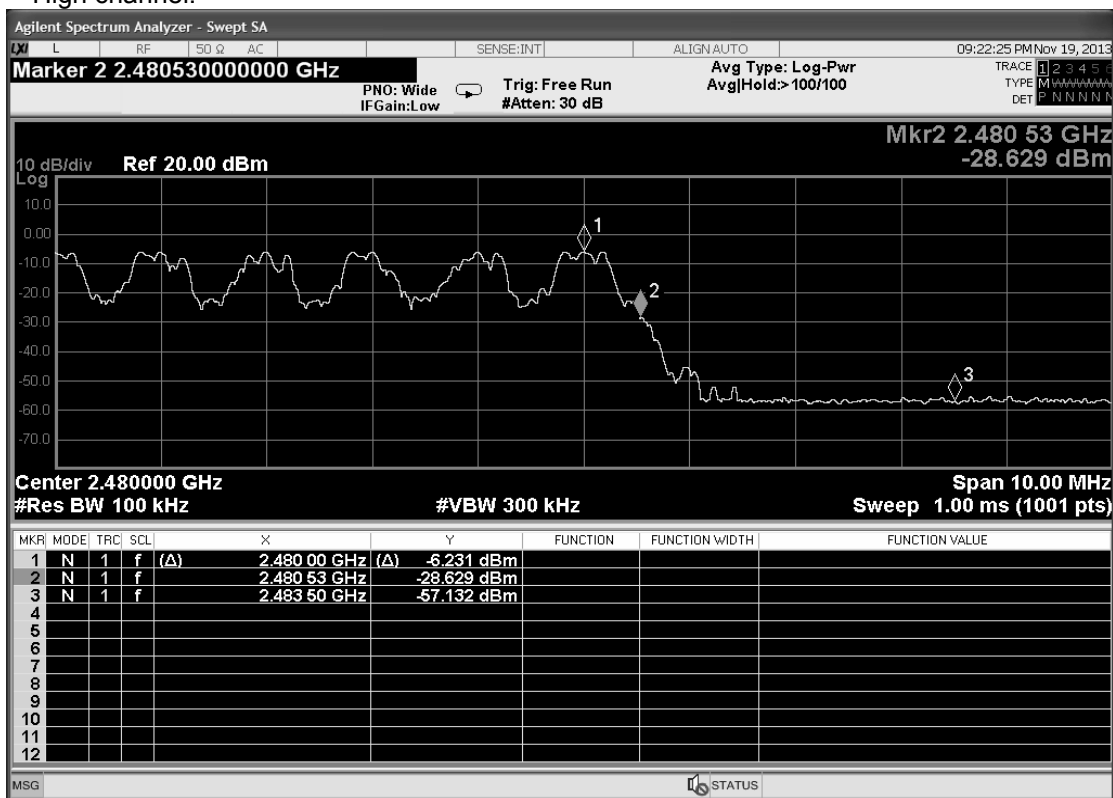 High channel:
Agilent Spectrum Analyzer - Swept SA
LXI L RF 50 Ω AC SENSE:INT ALIGN AUTO 09:22:25 PM Nov 19, 2013
Marker 2 2.480530000000 GHz
PNO: Wide
IFGain:Low
Trig: Free Run
#Atten: 30 dB
Avg Type: Log-Pwr
Avg|Hold:>100/100
TRACE 1 2 3 4 5 6
TYPE M
DET P N N N N N
Mkr2 2.480 53 GHz
-28.629 dBm
10 dB/div Ref 20.00 dBm
Log
10.0
0.00
-10.0
-20.0
-30.0
-40.0
-50.0
-60.0
-70.0
1
2
3
Center 2.480000 GHz Span 10.00 MHz
#Res BW 100 kHz #VBW 300 kHz Sweep 1.00 ms (1001 pts)
MKR MODE TRC SCL X Y FUNCTION FUNCTION WIDTH FUNCTION VALUE
1 N 1 f (Δ) 2.480 00 GHz (Δ) -6.231 dBm
2 N 1 f 2.480 53 GHz -28.629 dBm
3 N 1 f 2.483 50 GHz -57.132 dBm
4
5
6
7
8
9
10
11
12
MSG STATUS